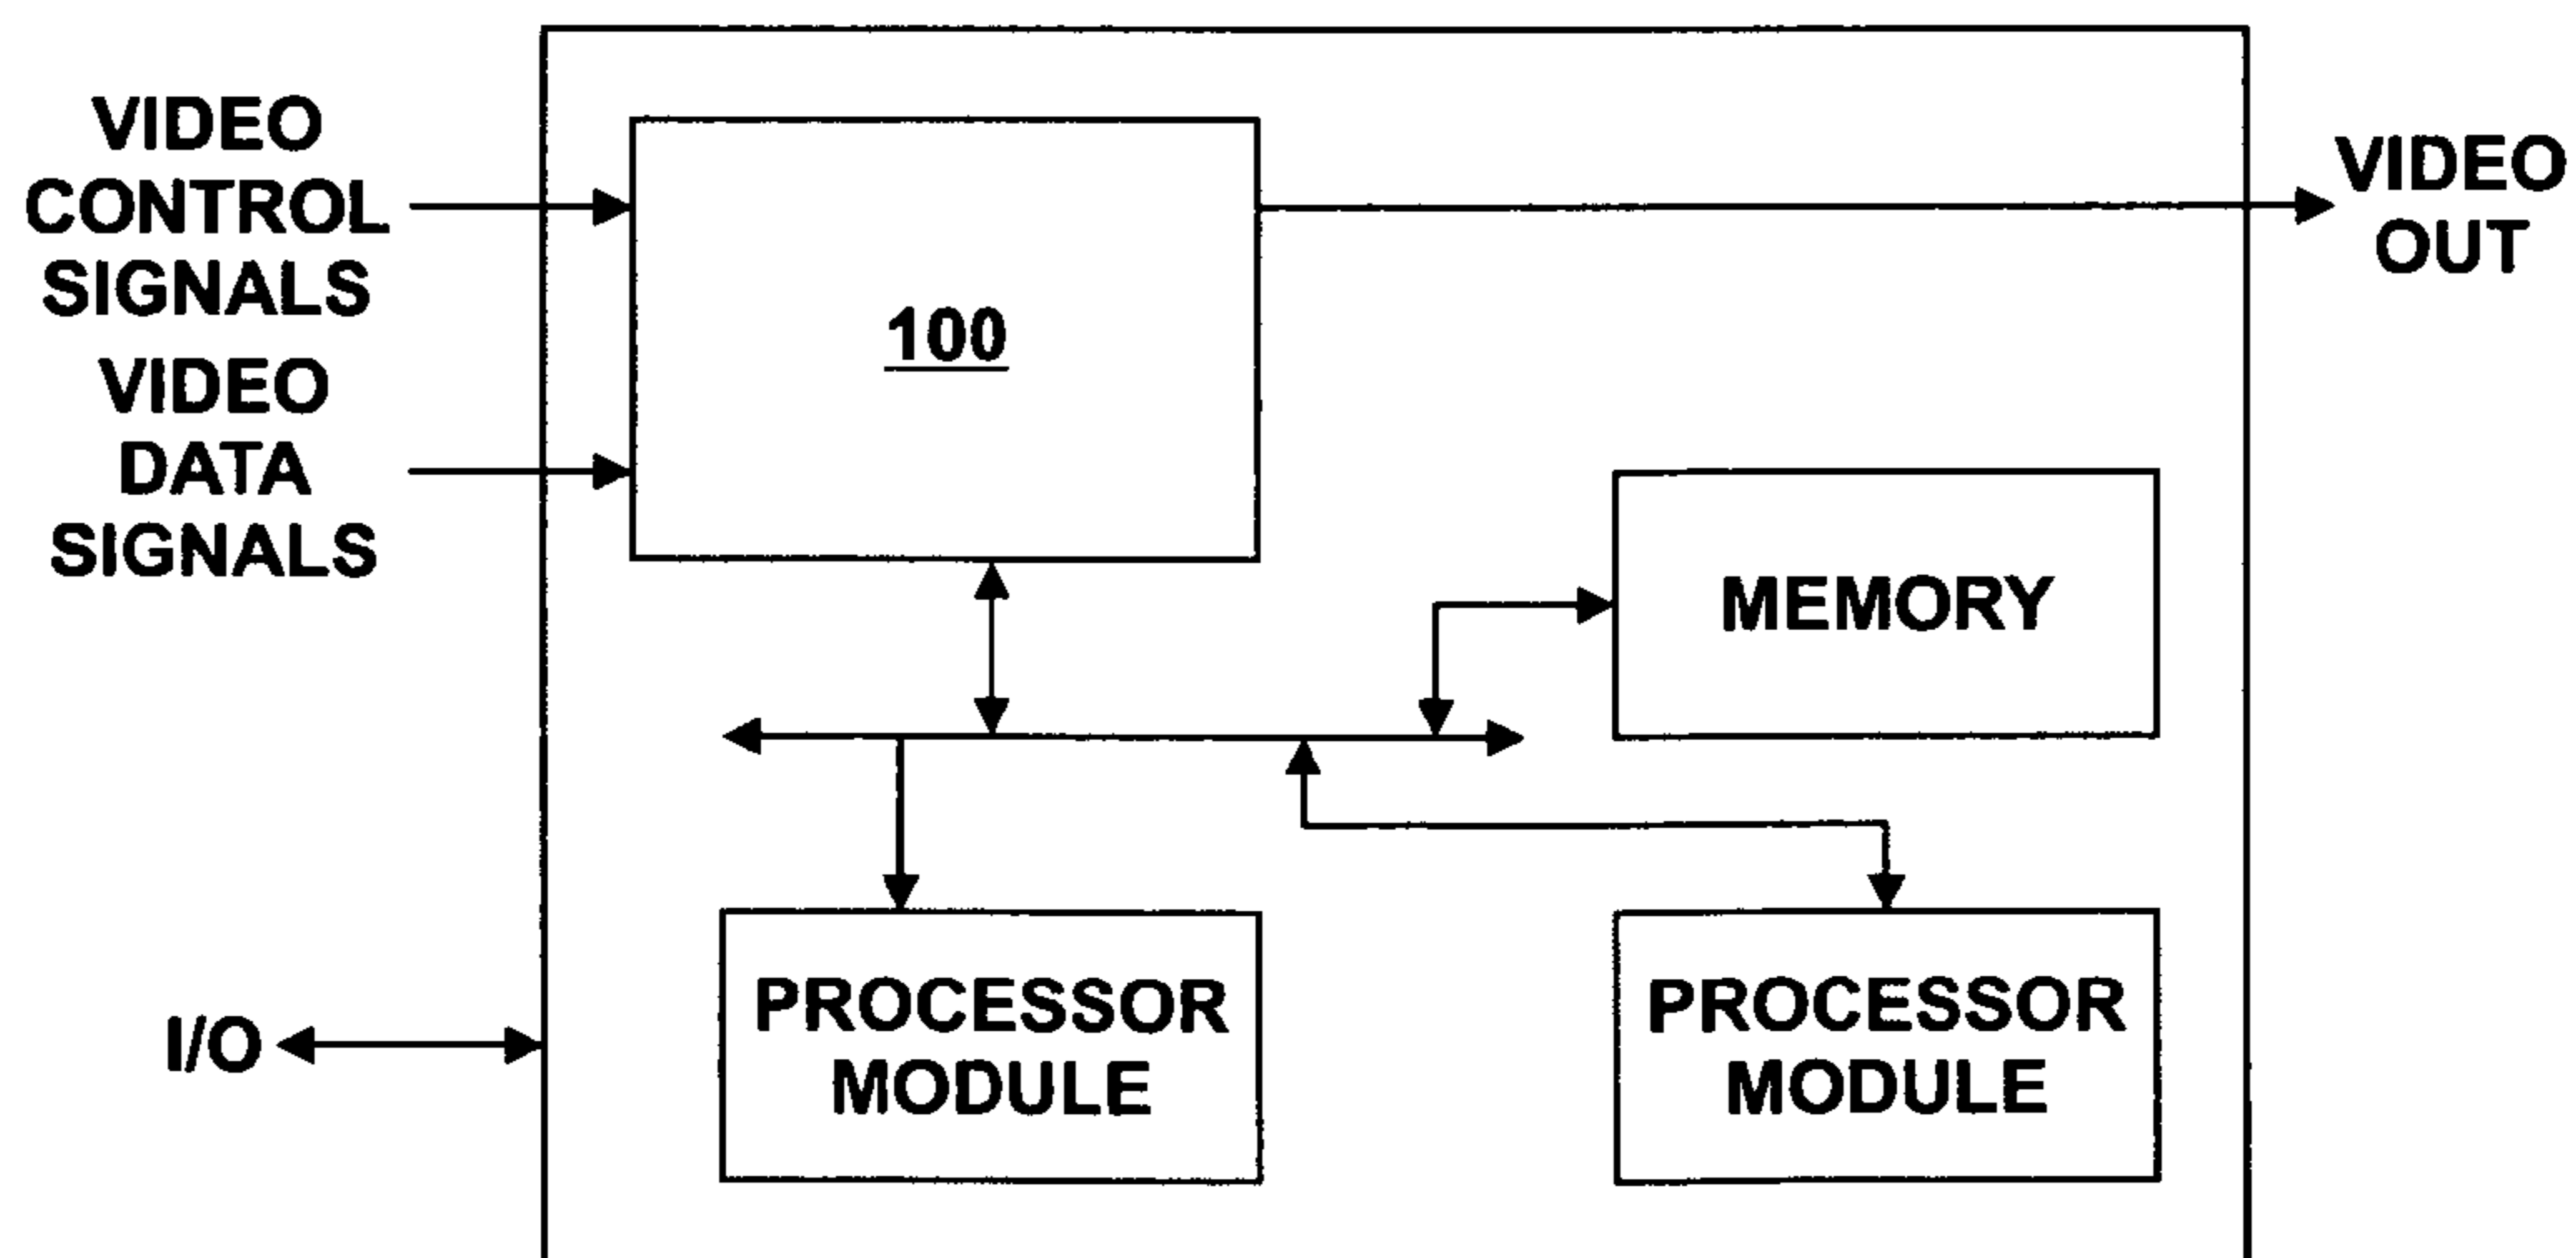 VIDEO
CONTROL
SIGNALS
VIDEO
DATA
SIGNALS
100
VIDEO
OUT
MEMORY
I/O
PROCESSOR
MODULE
PROCESSOR
MODULE